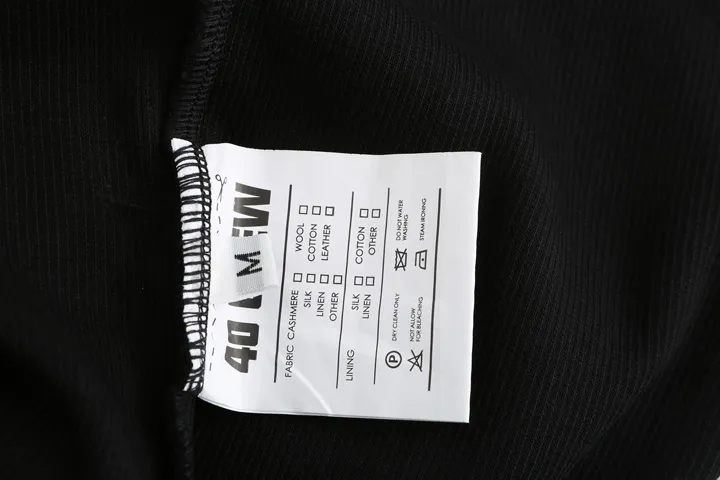 40
M
FABRIC CASHMERE □ WOOL □
SILK □ COTTON □
LINEN □ LEATHER □
OTHER □
LINING SILK □ COTTON □
LINEN □ OTHER □
P DRY CLEAN ONLY
DO NOT WATER
WASHING
NOT ALLOW
FOR BLEACHING
STEAM IRONING